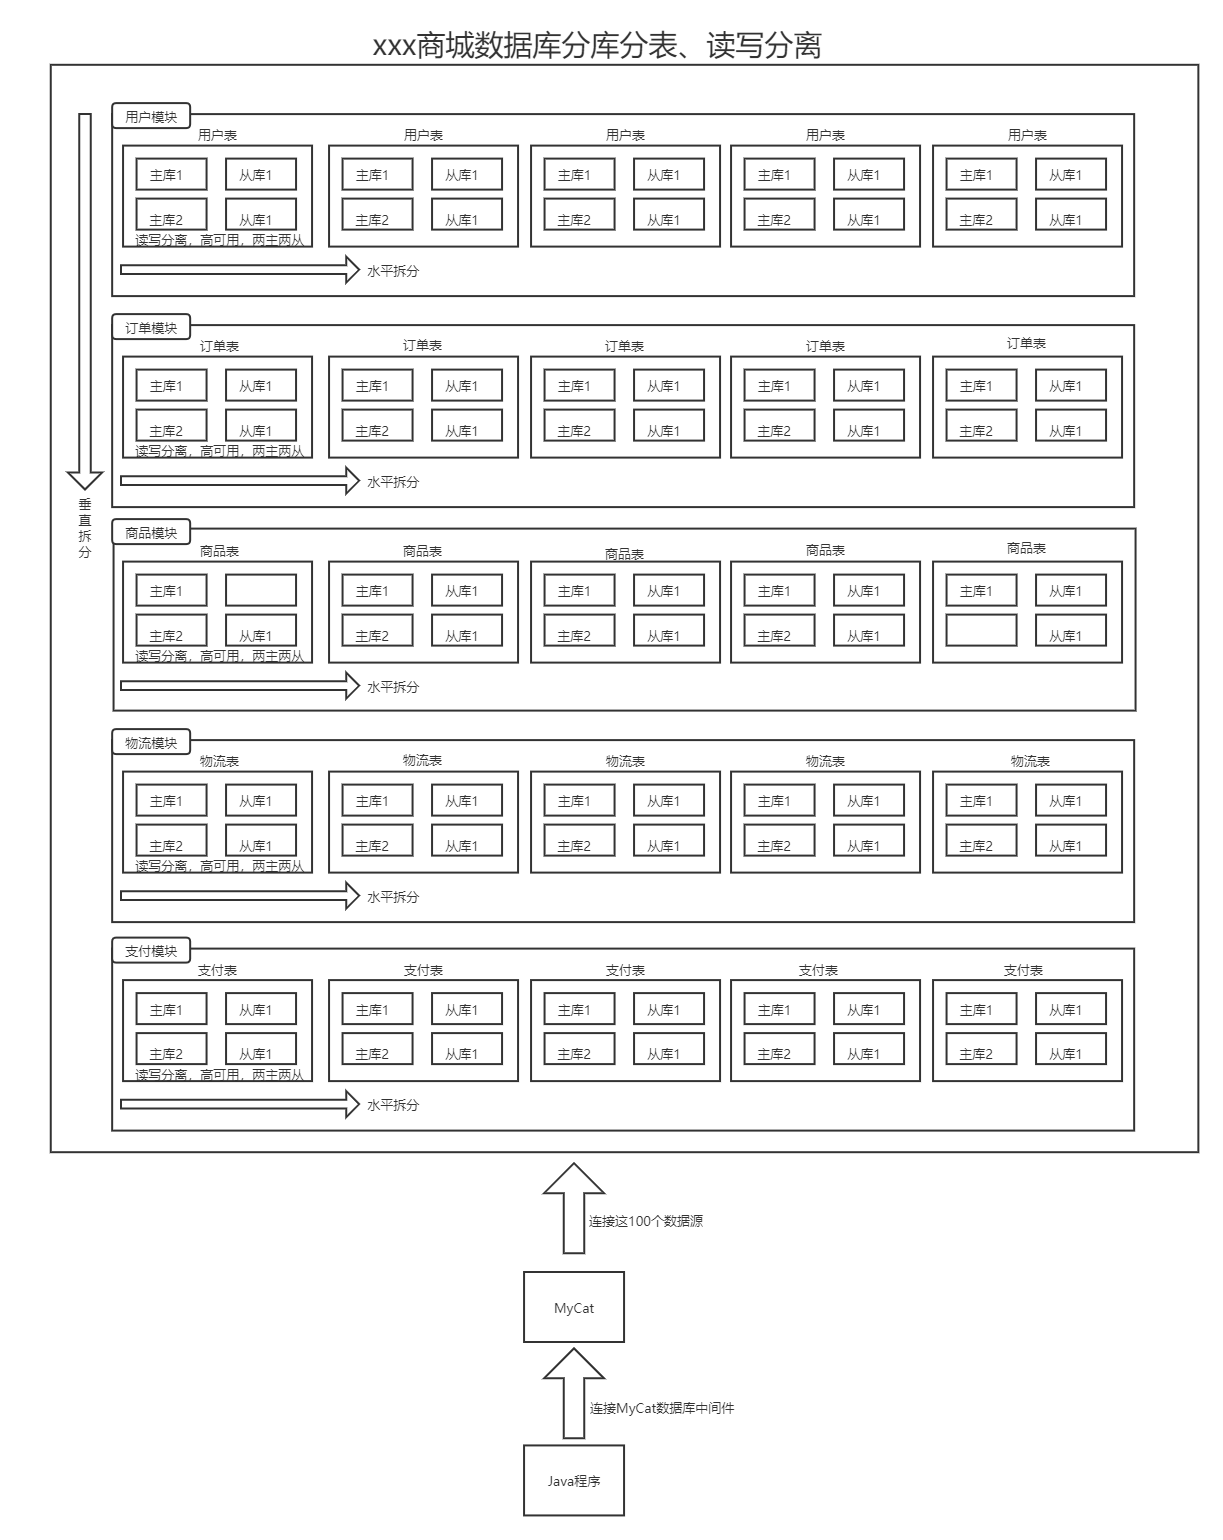 xxx商城数据库分库分表、读写分离
用户模块
用户表 用户表 用户表 用户表 用户表
主库1 从库1 主库1 从库1 主库1 从库1 主库1 从库1 主库1 从库1
主库2 从库1 主库2 从库1 主库2 从库1 主库2 从库1 主库2 从库1
读写分离，高可用，两主两从
水平拆分
订单模块
订单表 订单表 订单表 订单表 订单表
主库1 从库1 主库1 从库1 主库1 从库1 主库1 从库1 主库1 从库1
主库2 从库1 主库2 从库1 主库2 从库1 主库2 从库1 主库2 从库1
读写分离，高可用，两主两从
水平拆分
垂直拆分
商品模块
商品表 商品表 商品表 商品表 商品表
主库1 主库1 从库1 主库1 从库1 主库1 从库1 主库1 从库1
主库2 从库1 主库2 从库1 主库2 从库1 主库2 从库1 从库1
读写分离，高可用，两主两从
水平拆分
物流模块
物流表 物流表 物流表 物流表 物流表
主库1 从库1 主库1 从库1 主库1 从库1 主库1 从库1 主库1 从库1
主库2 从库1 主库2 从库1 主库2 从库1 主库2 从库1 主库2 从库1
读写分离，高可用，两主两从
水平拆分
支付模块
支付表 支付表 支付表 支付表 支付表
主库1 从库1 主库1 从库1 主库1 从库1 主库1 从库1 主库1 从库1
主库2 从库1 主库2 从库1 主库2 从库1 主库2 从库1 主库2 从库1
读写分离，高可用，两主两从
水平拆分
连接这100个数据源
MyCat
连接MyCat数据库中间件
Java程序